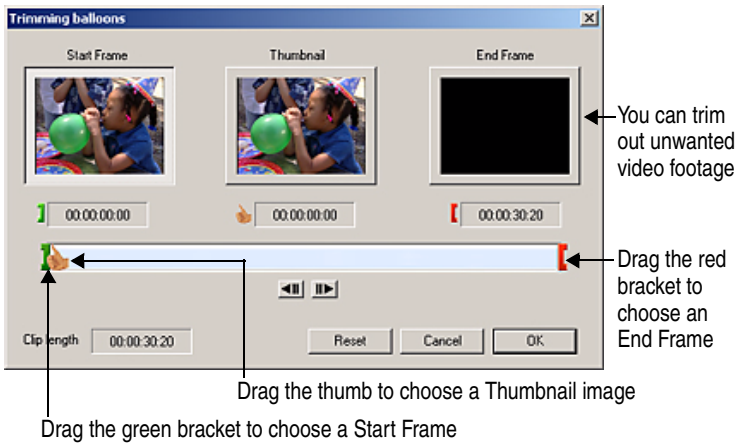 Trimming balloons
Start Frame
Thumbnail
End Frame
You can trim
out unwanted
video footage
00:00:00:00
00:00:00:00
00:00:30:20
Drag the red
bracket to
choose an
End Frame
Clip length
00:00:30:20
Reset
Cancel
OK
Drag the thumb to choose a Thumbnail image
Drag the green bracket to choose a Start Frame